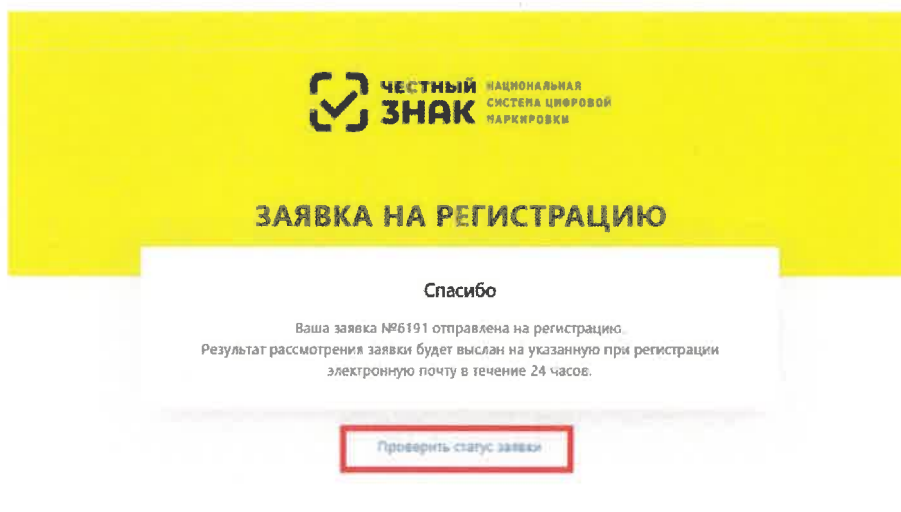 ЧЕСТНЫЙ
ЗНАК
НАЦИОНАЛЬНАЯ
СИСТЕМА ЦИФРОВОЙ
МАРКИРОВКИ
ЗАЯВКА НА РЕГИСТРАЦИЮ
Спасибо
Ваша заявка №6191 отправлена на регистрацию.
Результат рассмотрения заявки будет выслан на указанную при регистрации
электронную почту в течение 24 часов.
Проверить статус заявки